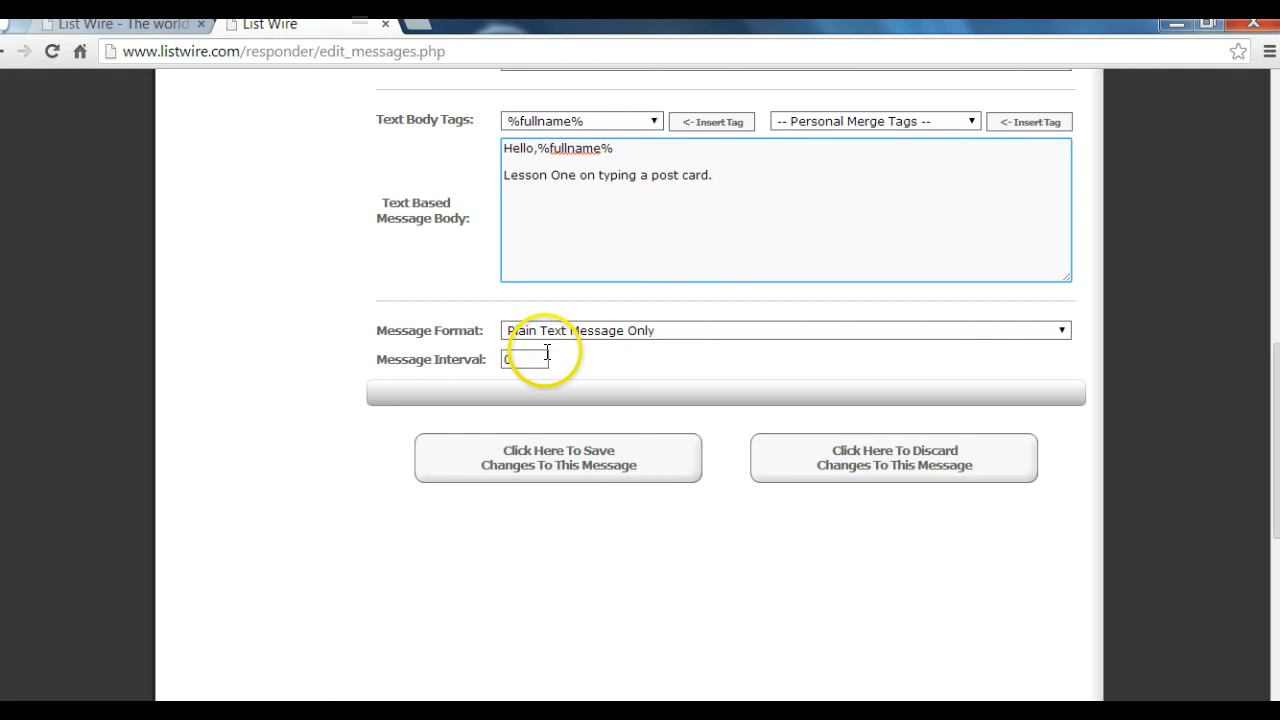 List Wire - The world
List Wire
www.listwire.com/responder/edit_messages.php
Text Body Tags: %fullname% <- Insert Tag -- Personal Merge Tags -- <- Insert Tag
Hello,%fullname%
Lesson One on typing a post card.
Text Based
Message Body:
Message Format: Plain Text Message Only
Message Interval: 0
Click Here To Save
Changes To This Message
Click Here To Discard
Changes To This Message